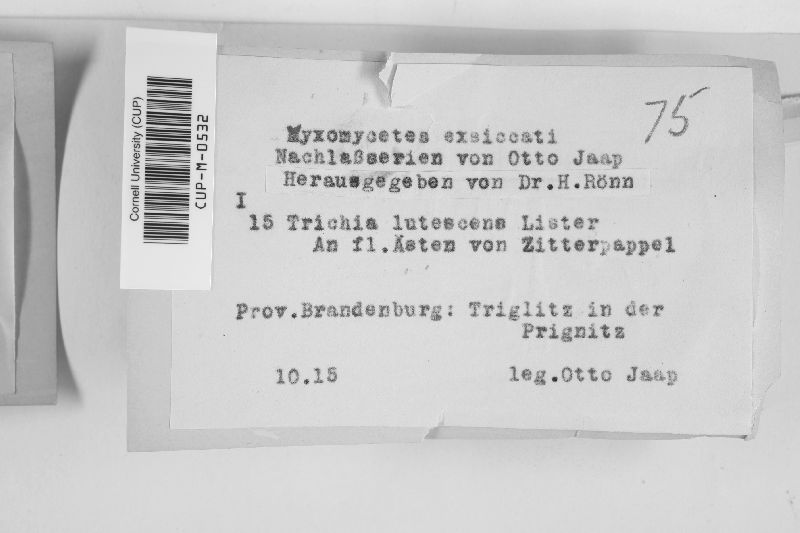 Cornell University (CUP)
CUP-M-0532
75
Myxomycetes exsiccati
Nachlaßserien von Otto Jaap
Herausgegeben von Dr.H.Rönn
I
15 Trichia lutescens Lister
An fl.Ästen von Zitterpappel
Prov.Brandenburg: Triglitz in der
Prignitz
10.15 leg.Otto Jaap